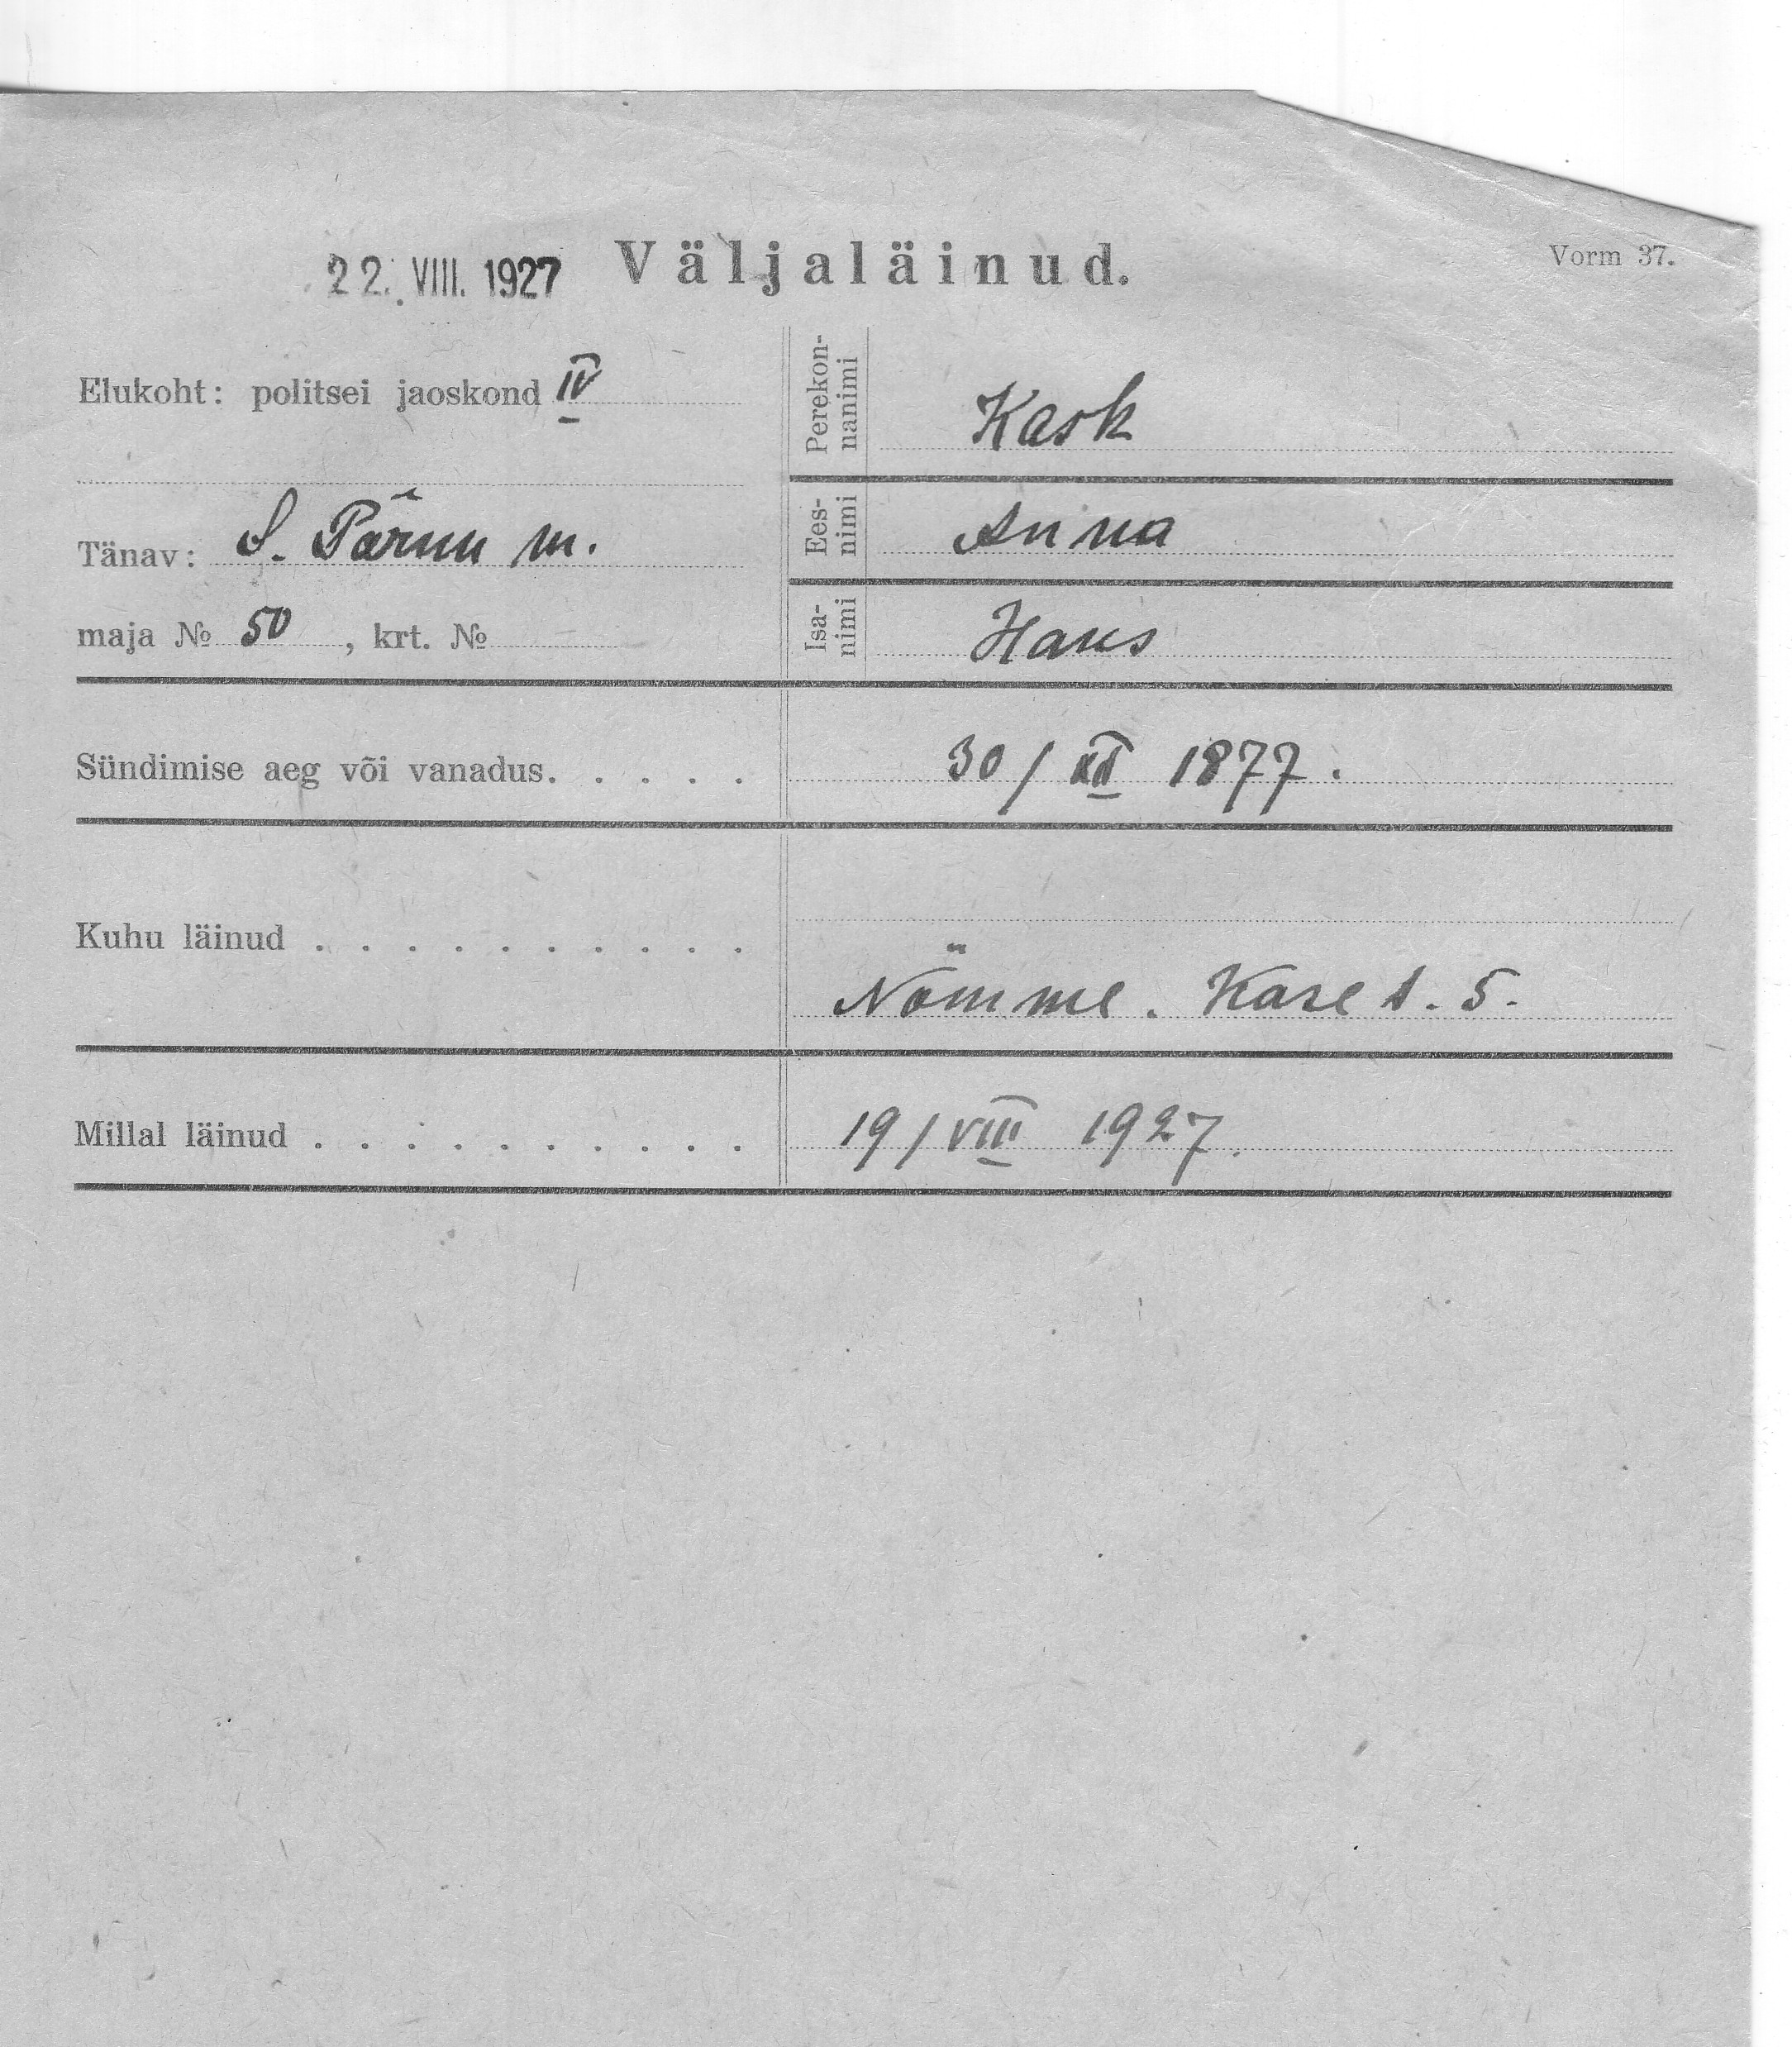 22. VIII. 1927 Väljaläinud. Vorm 37.
Elukoht: politsei jaoskond IV
Tänav: S. Pärnu m.
maja № 50, krt. №
Perekon-
nanimi Kask
Ees-
nimi Anna
Isa-
nimi Hans
Sündimise aeg või vanadus. . . . . 30/XII 1877.
Kuhu läinud . . . . . . . . . . Nõmme. Kase t. 5.
Millal läinud . . . . . . . . . . 19/VIII 1927.